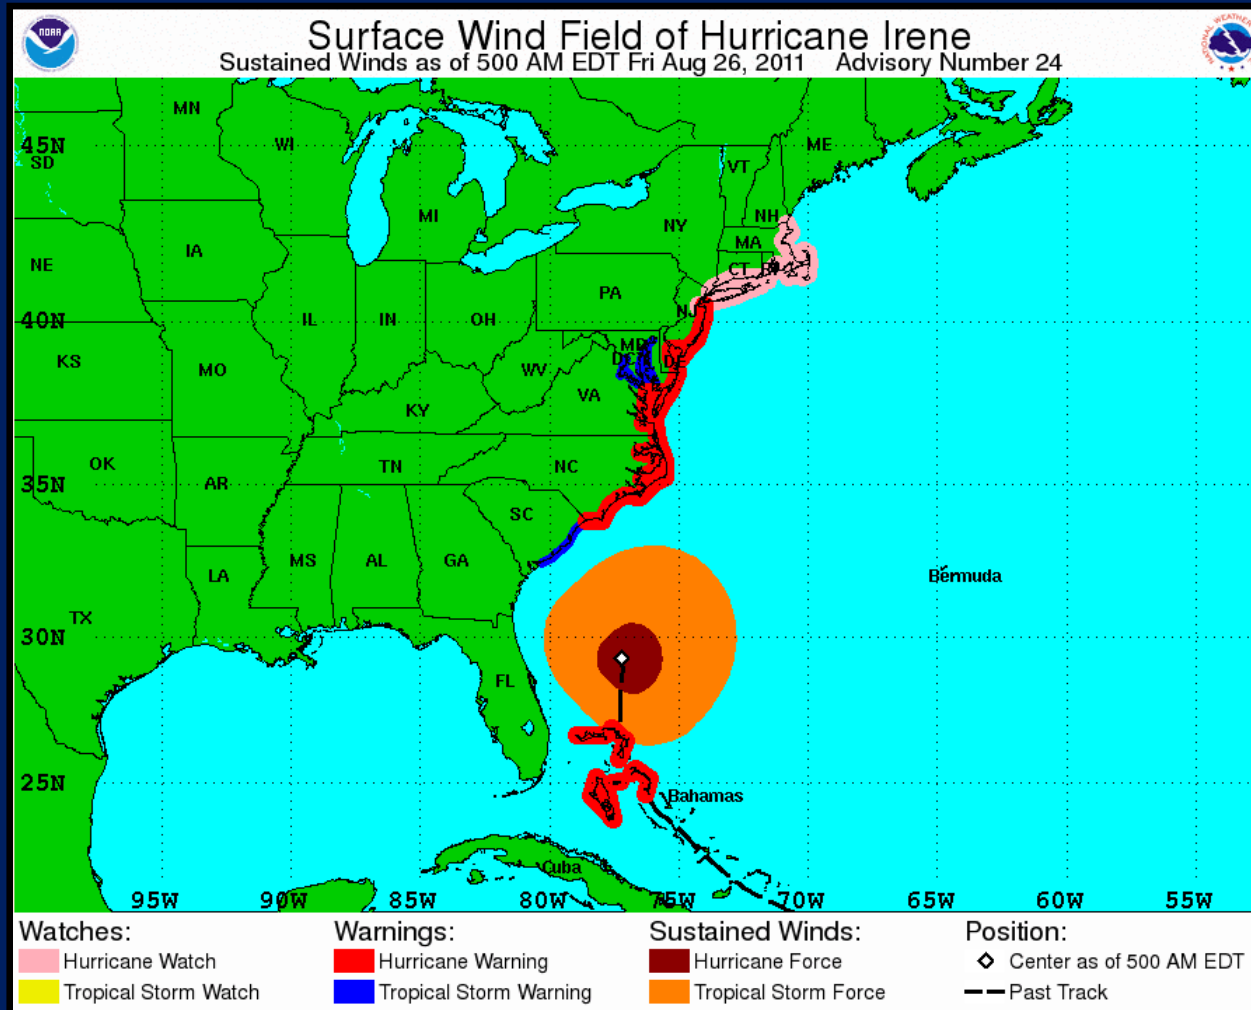 NOAA
Surface Wind Field of Hurricane Irene
Sustained Winds as of 500 AM EDT Fri Aug 26, 2011 Advisory Number 24
NATIONAL WEATHER
MN
45N
WI
ME
SD
VT
MI
NH
NY
MA
IA
NE
CT RI
PA
NJ
40N
IL
IN
OH
MD
DC
DE
KS
MO
WV
VA
KY
OK
TN
NC
AR
35N
SC
MS
AL
GA
LA
Bermuda
TX
30N
FL
25N
Bahamas
Cuba
95W 90W 85W 80W 75W 70W 65W 60W 55W
Watches: Warnings: Sustained Winds: Position:
Hurricane Watch Hurricane Warning Hurricane Force Center as of 500 AM EDT
Tropical Storm Watch Tropical Storm Warning Tropical Storm Force Past Track